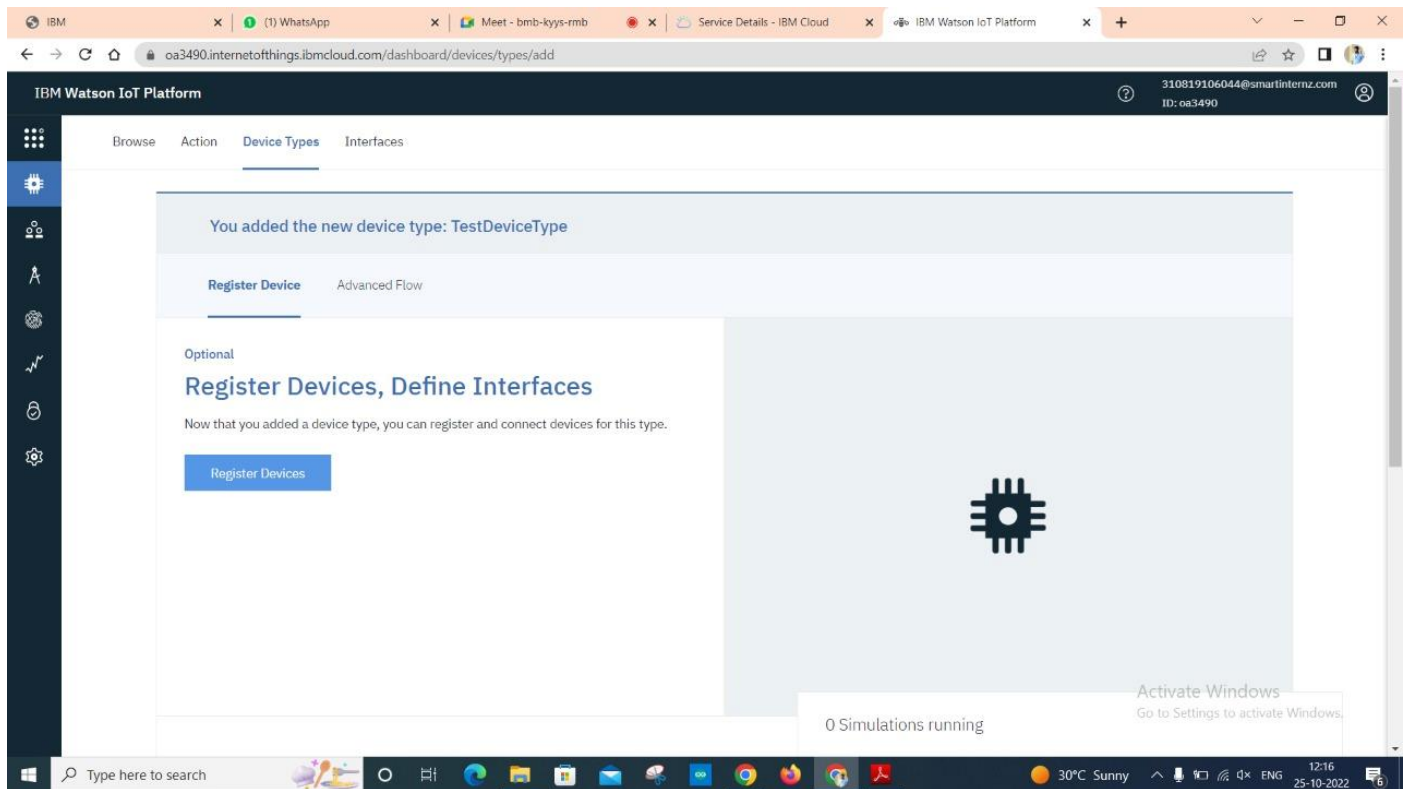 IBM
(1) WhatsApp
Meet - bmb-kyys-rmb
Service Details - IBM Cloud
IBM Watson IoT Platform
oa3490.internetofthings.ibmcloud.com/dashboard/devices/types/add
IBM Watson IoT Platform
310819106044@smartinternz.com
ID: oa3490
Browse Action Device Types Interfaces
You added the new device type: TestDeviceType
Register Device Advanced Flow
Optional
Register Devices, Define Interfaces
Now that you added a device type, you can register and connect devices for this type.
Register Devices
0 Simulations running
Activate Windows
Go to Settings to activate Windows.
Type here to search
30°C Sunny
ENG
12:16
25-10-2022
6